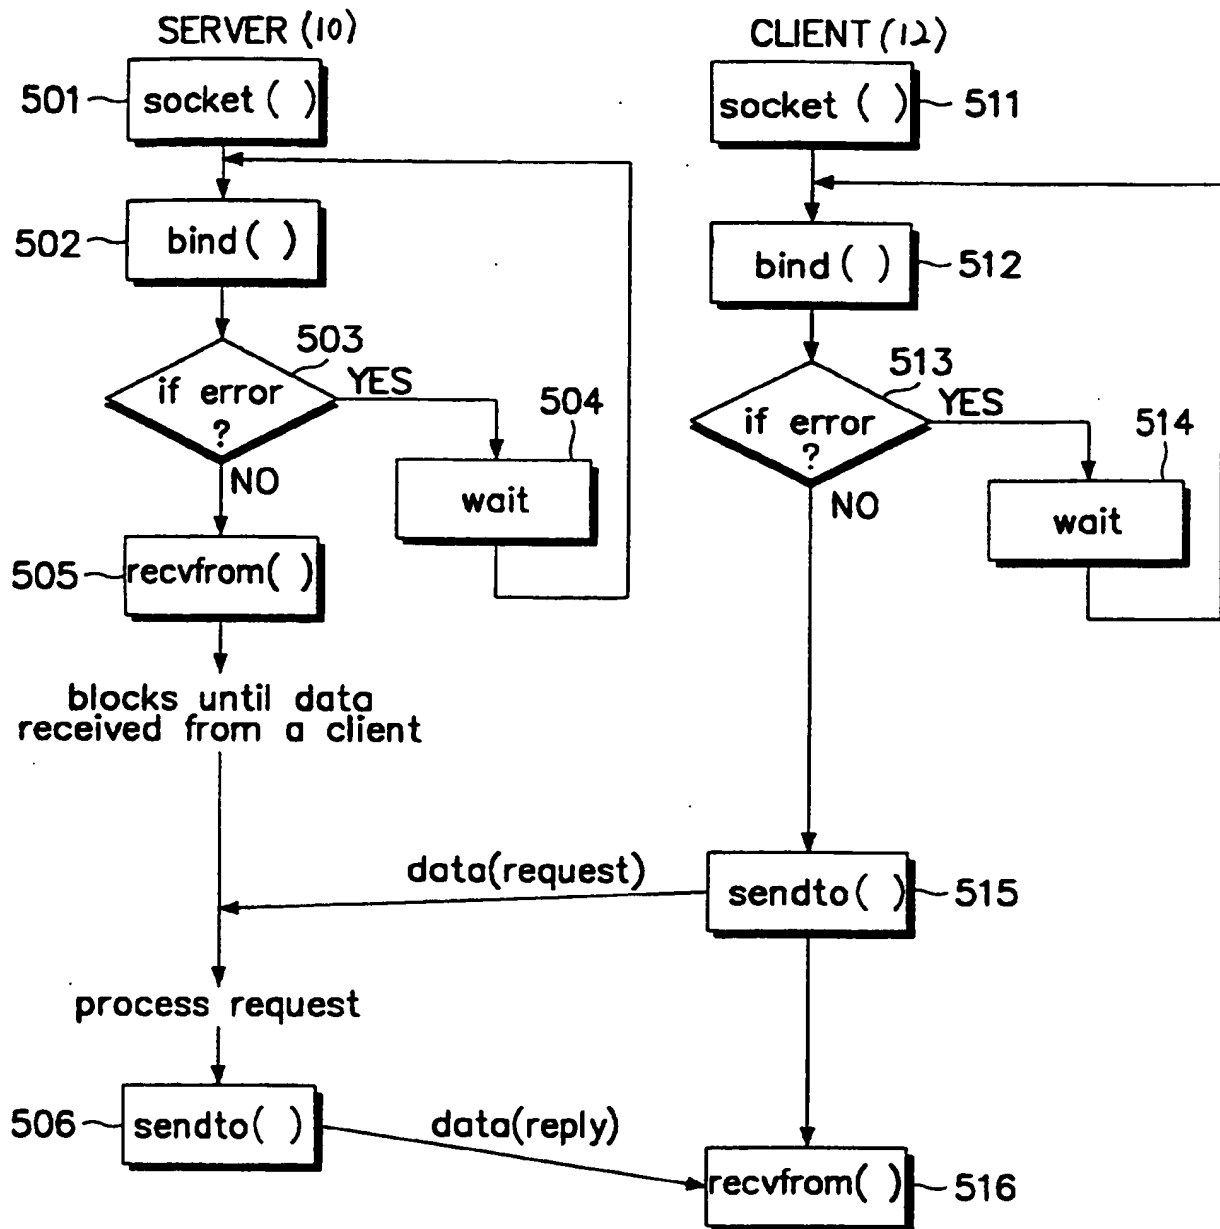 SERVER (10)
501
socket ( )
502
bind ( )
503
if error
?
YES
NO
504
wait
505
recvfrom( )
blocks until data
received from a client
process request
506
sendto( )
data(request)
data(reply)
CLIENT (12)
socket ( )
511
bind ( )
512
513
if error
?
YES
NO
514
wait
sendto( )
515
recvfrom( )
516